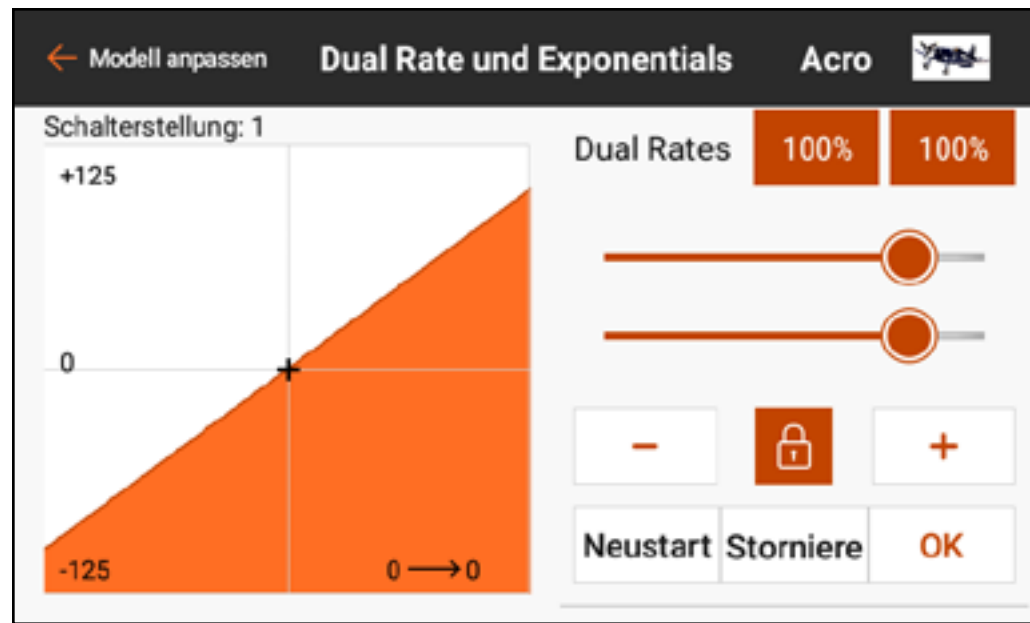 Modell anpassen
Dual Rate und Exponentials
Acro
Schalterstellung: 1
+125
0
-125
0 → 0
Dual Rates
100%
100%
−
+
Neustart
Storniere
OK